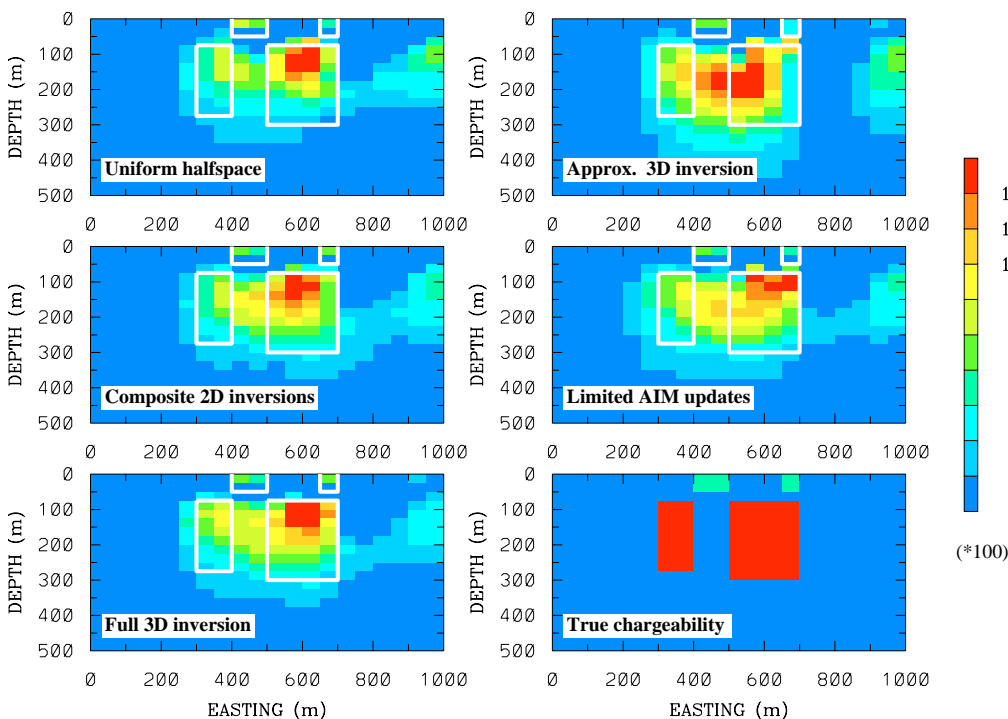 0
100
200
300
400
500
DEPTH (m)
Uniform halfspace
0 200 400 600 800 1000
0
100
200
300
400
500
DEPTH (m)
Approx. 3D inversion
0 200 400 600 800 1000
0
100
200
300
400
500
DEPTH (m)
Composite 2D inversions
0 200 400 600 800 1000
0
100
200
300
400
500
DEPTH (m)
Limited AIM updates
0 200 400 600 800 1000
0
100
200
300
400
500
DEPTH (m)
Full 3D inversion
0 200 400 600 800 1000
EASTING (m)
0
100
200
300
400
500
DEPTH (m)
True chargeability
0 200 400 600 800 1000
EASTING (m)
1
1
1
(*100)